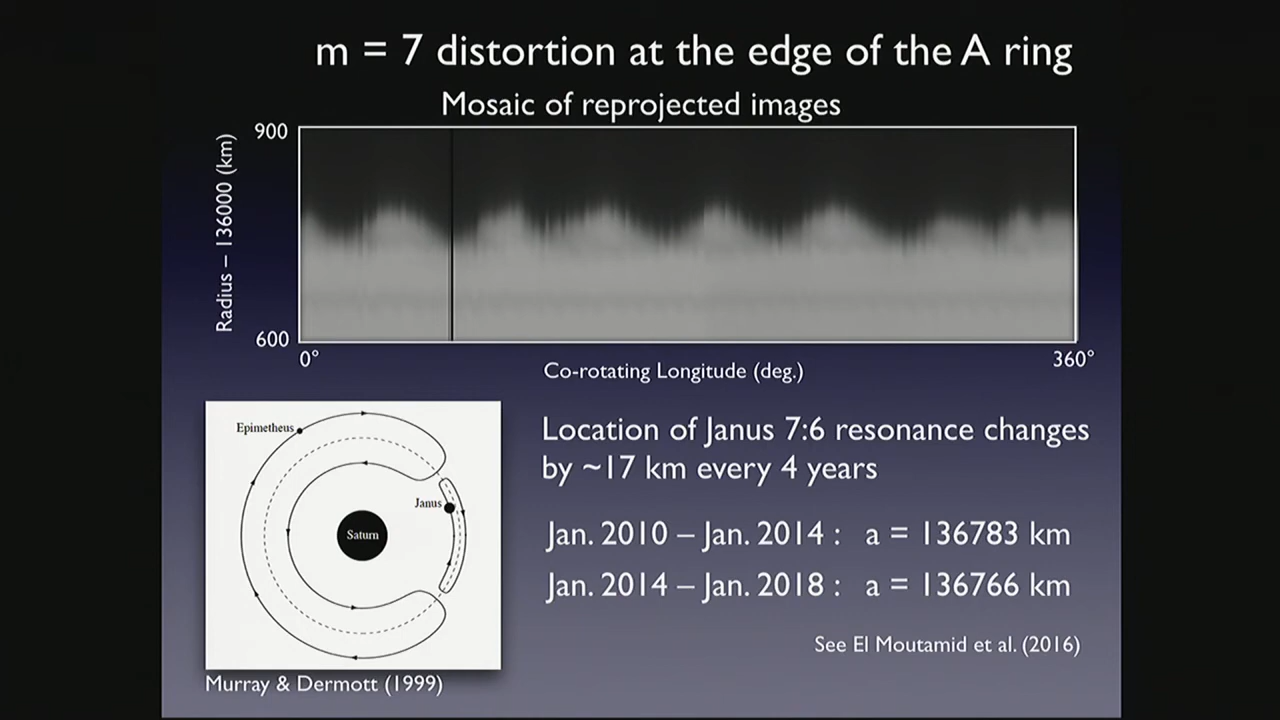 m = 7 distortion at the edge of the A ring
Mosaic of reprojected images
900
Radius – 136000 (km)
600
0°
360°
Co-rotating Longitude (deg.)
Epimetheus
Janus
Saturn
Murray & Dermott (1999)
Location of Janus 7:6 resonance changes
by ~17 km every 4 years
Jan. 2010 – Jan. 2014 : a = 136783 km
Jan. 2014 – Jan. 2018 : a = 136766 km
See El Moutamid et al. (2016)